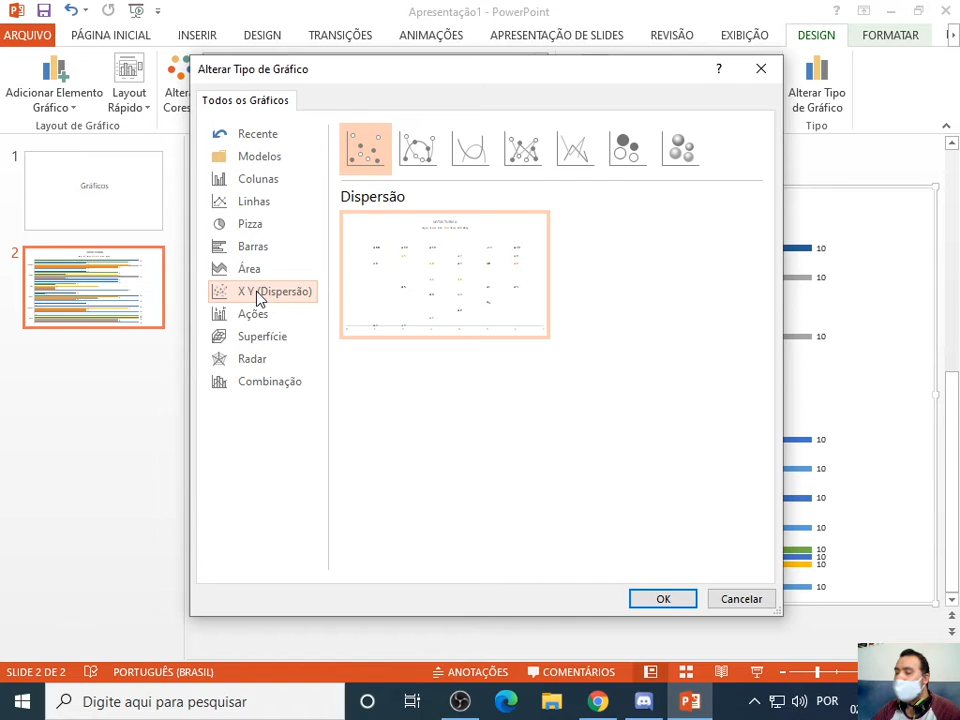 Apresentação1 - PowerPoint
ARQUIVO PÁGINA INICIAL INSERIR DESIGN TRANSIÇÕES ANIMAÇÕES APRESENTAÇÃO DE SLIDES REVISÃO EXIBIÇÃO DESIGN FORMATAR
Adicionar Elemento
Gráfico
Layout
Rápido
Alterar
Cores
Alterar Tipo
de Gráfico
Layout de Gráfico
Tipo
Alterar Tipo de Gráfico
?
Todos os Gráficos
Recente
Modelos
Colunas
Linhas
Pizza
Barras
Área
X Y (Dispersão)
Ações
Superfície
Radar
Combinação
Dispersão
OK
Cancelar
1
Gráficos
2
10
10
10
10
10
10
10
10
10
10
10
SLIDE 2 DE 2
PORTUGUÊS (BRASIL)
ANOTAÇÕES
COMENTÁRIOS
Digite aqui para pesquisar
POR